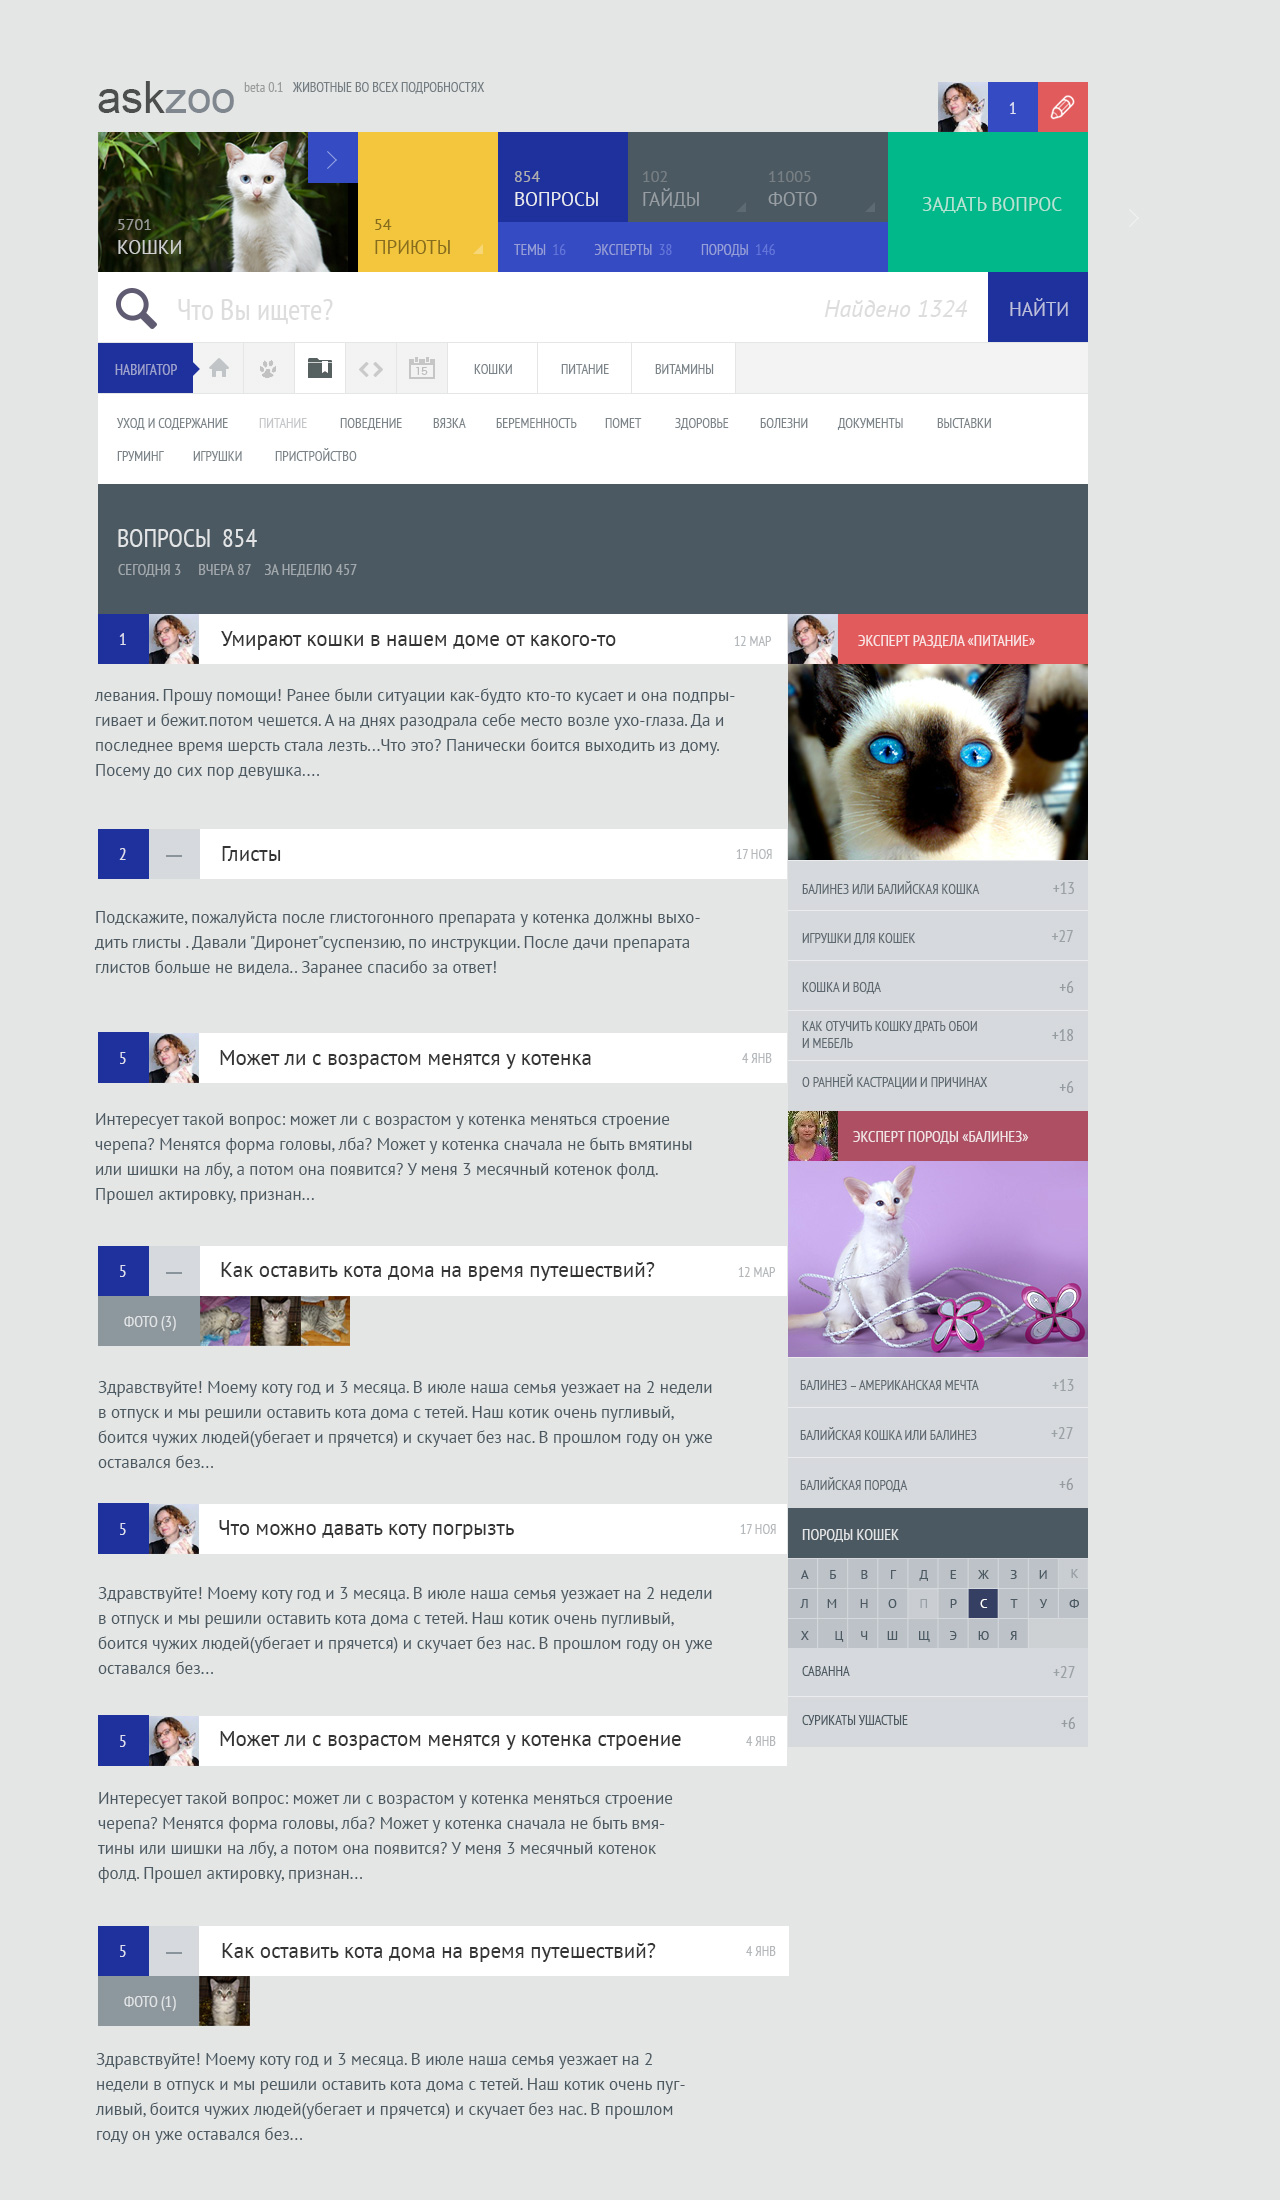 askzoo beta 0.1 ЖИВОТНЫЕ ВО ВСЕХ ПОДРОБНОСТЯХ
1
5701
КОШКИ
54
ПРИЮТЫ
854
ВОПРОСЫ
102
ГАЙДЫ
11005
ФОТО
ТЕМЫ 16 ЭКСПЕРТЫ 38 ПОРОДЫ 146
ЗАДАТЬ ВОПРОС
Что Вы ищете? Найдено 1324 НАЙТИ
НАВИГАТОР 15 КОШКИ ПИТАНИЕ ВИТАМИНЫ
УХОД И СОДЕРЖАНИЕ ПИТАНИЕ ПОВЕДЕНИЕ ВЯЗКА БЕРЕМЕННОСТЬ ПОМЕТ ЗДОРОВЬЕ БОЛЕЗНИ ДОКУМЕНТЫ ВЫСТАВКИ
ГРУМИНГ ИГРУШКИ ПРИСТРОЙСТВО
ВОПРОСЫ 854
СЕГОДНЯ 3 ВЧЕРА 87 ЗА НЕДЕЛЮ 457
1 Умирают кошки в нашем доме от какого-то 12 МАР
левания. Прошу помощи! Ранее были ситуации как-будто кто-то кусает и она подпры-
гивает и бежит.потом чешется. А на днях разодрала себе место возле ухо-глаза. Да и
последнее время шерсть стала лезть...Что это? Панически боится выходить из дому.
Посему до сих пор девушка....
2 — Глисты 17 НОЯ
Подскажите, пожалуйста после глистогонного препарата у котенка должны выхо-
дить глисты . Давали "Диронет"суспензию, по инструкции. После дачи препарата
глистов больше не видела.. Заранее спасибо за ответ!
5 Может ли с возрастом менятся у котенка 4 ЯНВ
Интересует такой вопрос: может ли с возрастом у котенка меняться строение
черепа? Менятся форма головы, лба? Может у котенка сначала не быть вмятины
или шишки на лбу, а потом она появится? У меня 3 месячный котенок фолд.
Прошел актировку, признан...
5 — Как оставить кота дома на время путешествий? 12 МАР
ФОТО (3)
Здравствуйте! Моему коту год и 3 месяца. В июле наша семья уезжает на 2 недели
в отпуск и мы решили оставить кота дома с тетей. Наш котик очень пугливый,
боится чужих людей(убегает и прячется) и скучает без нас. В прошлом году он уже
оставался без...
5 Что можно давать коту погрызть 17 НОЯ
Здравствуйте! Моему коту год и 3 месяца. В июле наша семья уезжает на 2 недели
в отпуск и мы решили оставить кота дома с тетей. Наш котик очень пугливый,
боится чужих людей(убегает и прячется) и скучает без нас. В прошлом году он уже
оставался без...
5 Может ли с возрастом менятся у котенка строение 4 ЯНВ
Интересует такой вопрос: может ли с возрастом у котенка меняться строение
черепа? Менятся форма головы, лба? Может у котенка сначала не быть вмя-
тины или шишки на лбу, а потом она появится? У меня 3 месячный котенок
фолд. Прошел актировку, признан...
5 — Как оставить кота дома на время путешествий? 4 ЯНВ
ФОТО (1)
Здравствуйте! Моему коту год и 3 месяца. В июле наша семья уезжает на 2
недели в отпуск и мы решили оставить кота дома с тетей. Наш котик очень пуг-
ливый, боится чужих людей(убегает и прячется) и скучает без нас. В прошлом
году он уже оставался без...
ЭКСПЕРТ РАЗДЕЛА «ПИТАНИЕ»
БАЛИНЕЗ ИЛИ БАЛИЙСКАЯ КОШКА +13
ИГРУШКИ ДЛЯ КОШЕК +27
КОШКА И ВОДА +6
КАК ОТУЧИТЬ КОШКУ ДРАТЬ ОБОИ
И МЕБЕЛЬ +18
О РАННЕЙ КАСТРАЦИИ И ПРИЧИНАХ +6
ЭКСПЕРТ ПОРОДЫ «БАЛИНЕЗ»
БАЛИНЕЗ – АМЕРИКАНСКАЯ МЕЧТА +13
БАЛИЙСКАЯ КОШКА ИЛИ БАЛИНЕЗ +27
БАЛИЙСКАЯ ПОРОДА +6
ПОРОДЫ КОШЕК
А Б В Г Д Е Ж З И К
Л М Н О П Р С Т У Ф
Х Ц Ч Ш Щ Э Ю Я
САВАННА +27
СУРИКАТЫ УШАСТЫЕ +6